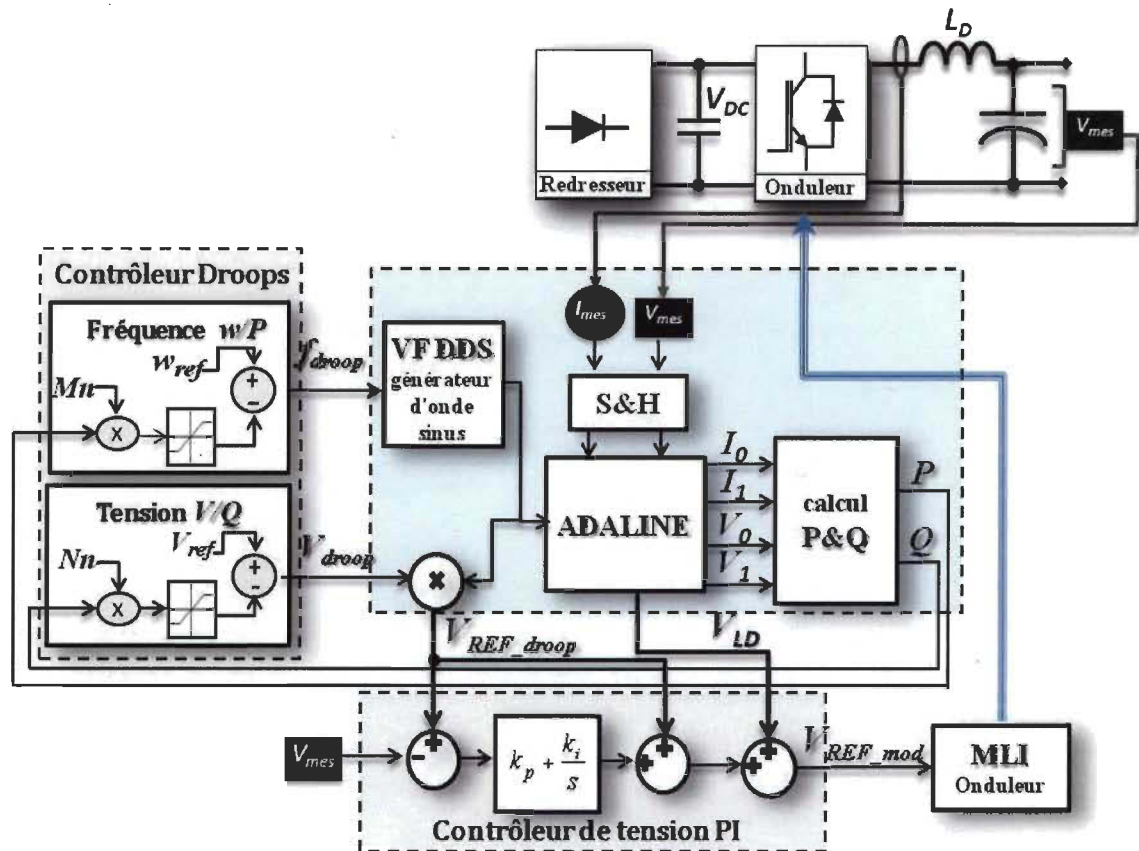 L_D
V_DC
V_mes
Redresseur
Onduleur
Contrôleur Droops
Fréquence w/P
w_ref
+
-
Mn
x
f_droop
Tension V/Q
V_ref
+
-
Nn
x
V_droop
VF DDS
générateur
d'onde
sinus
I_mes
V_mes
S&H
ADALINE
I_0
I_1
V_0
V_1
calcul
P&Q
P
Q
×
V_REF_droop
V_LD
V_mes
-
+
k_p + k_i/s
+
+
+
+
V_REF_mod
MLI
Onduleur
Contrôleur de tension PI